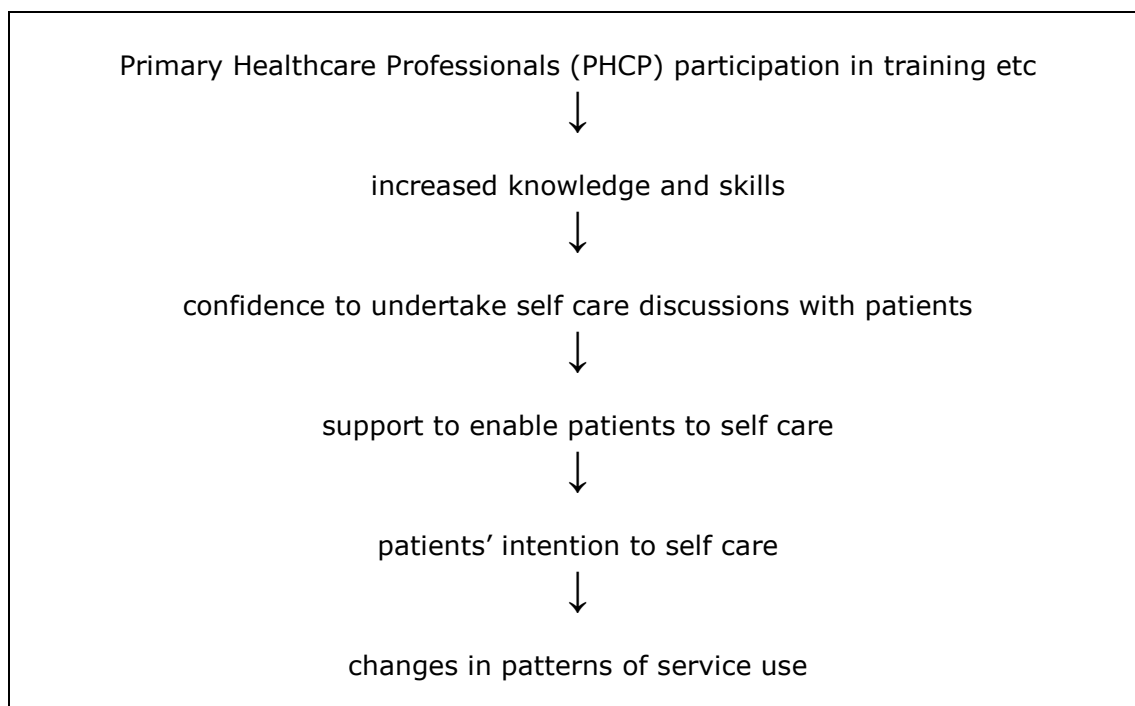 Primary Healthcare Professionals (PHCP) participation in training etc
↓
increased knowledge and skills
↓
confidence to undertake self care discussions with patients
↓
support to enable patients to self care
↓
patients’ intention to self care
↓
changes in patterns of service use